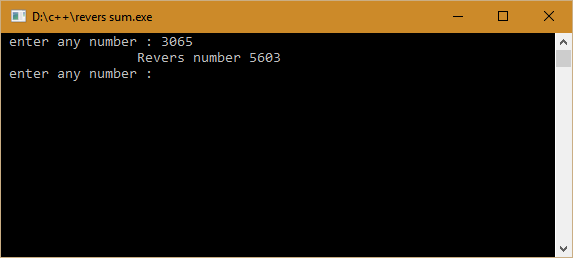 D:\c++\revers sum.exe
enter any number : 3065
Revers number 5603
enter any number :